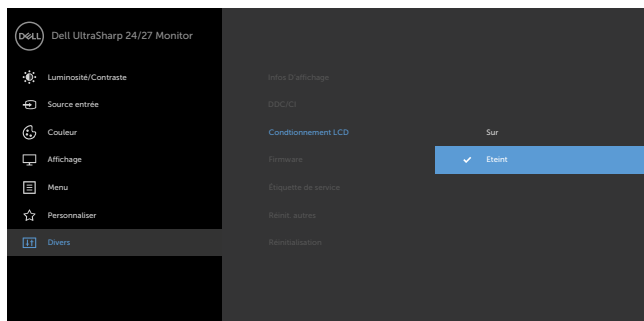 DELL Dell UltraSharp 24/27 Monitor
Luminosité/Contraste
Source entrée
Couleur
Affichage
Menu
Personnaliser
Divers
Infos D'affichage
DDC/CI
Condtionnement LCD
Firmware
Étiquette de service
Réinit. autres
Réinitialisation
Sur
Eteint